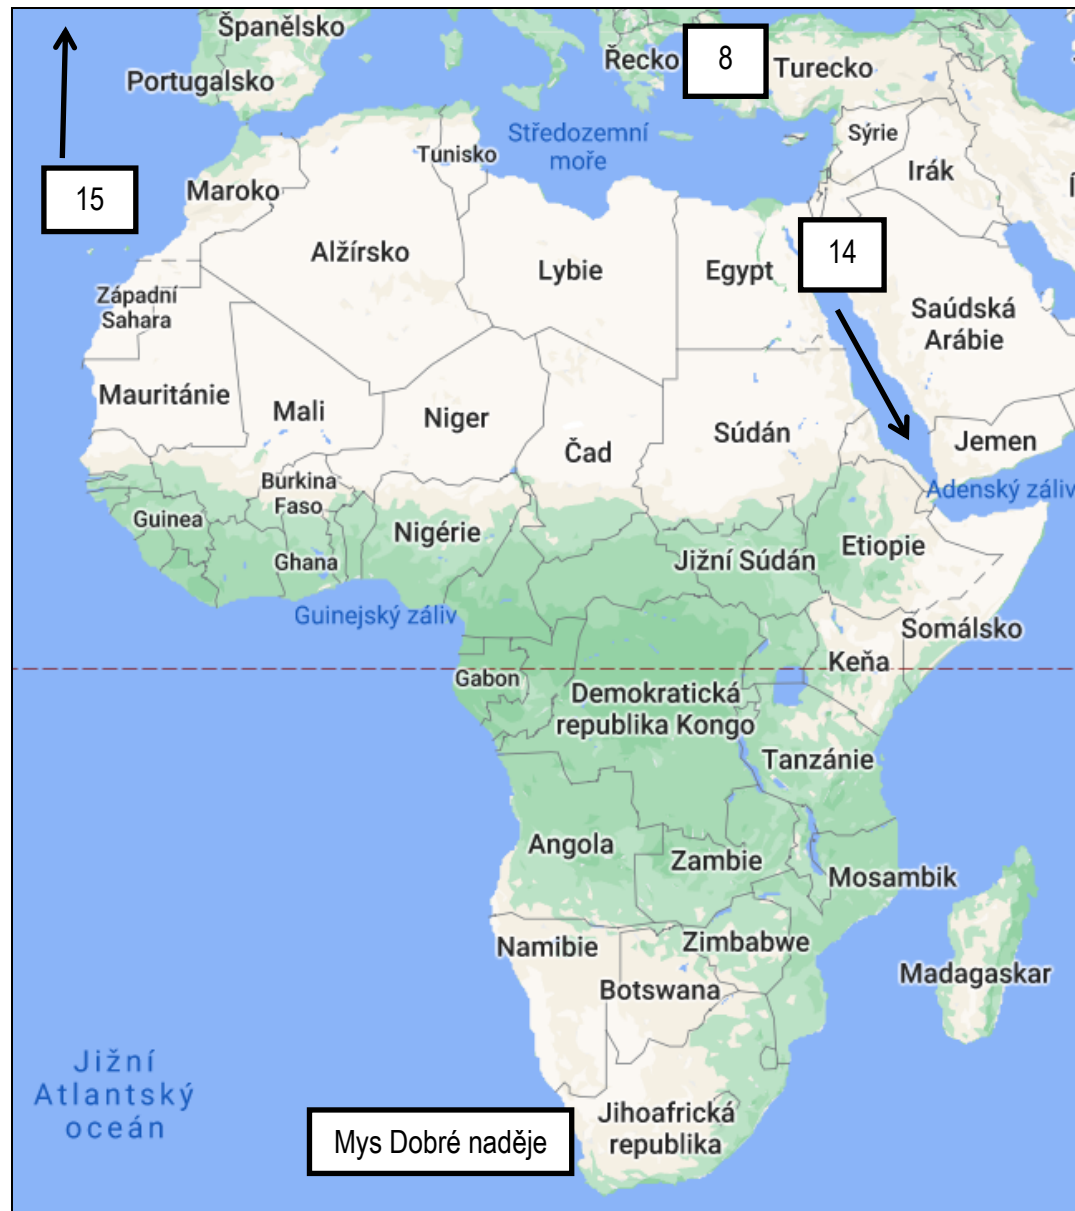 Španělsko
Řecko
8
Turecko
Portugalsko
Středozemní
moře
Sýrie
Tunisko
Irák
Í
15
Maroko
Alžírsko
Lybie
Egypt
14
Západní
Sahara
Saúdská
Arábie
Mauritánie
Mali
Niger
Čad
Súdán
Jemen
Burkina
Faso
Adenský záliv
Guinea
Nigérie
Ghana
Jižní Súdán
Etiopie
Guinejský záliv
Somálsko
Keňa
Gabon
Demokratická
republika Kongo
Tanzánie
Angola
Zambie
Mosambik
Namibie
Zimbabwe
Botswana
Madagaskar
Jižní
Atlantský
oceán
Jihoafrická
republika
Mys Dobré naděje